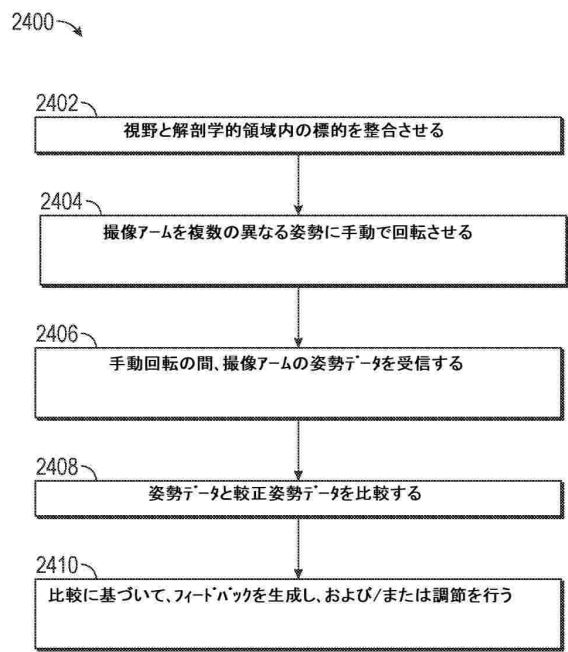 2400
2402
視野と解剖学的領域内の標的を整合させる
2404
撮像ｱｰﾑを複数の異なる姿勢に手動で回転させる
2406
手動回転の間、撮像ｱｰﾑの姿勢ﾃﾞｰﾀを受信する
2408
姿勢ﾃﾞｰﾀと較正姿勢ﾃﾞｰﾀを比較する
2410
比較に基づいて、ﾌｨｰﾄﾞﾊﾞｯｸを生成し、および/または調節を行う